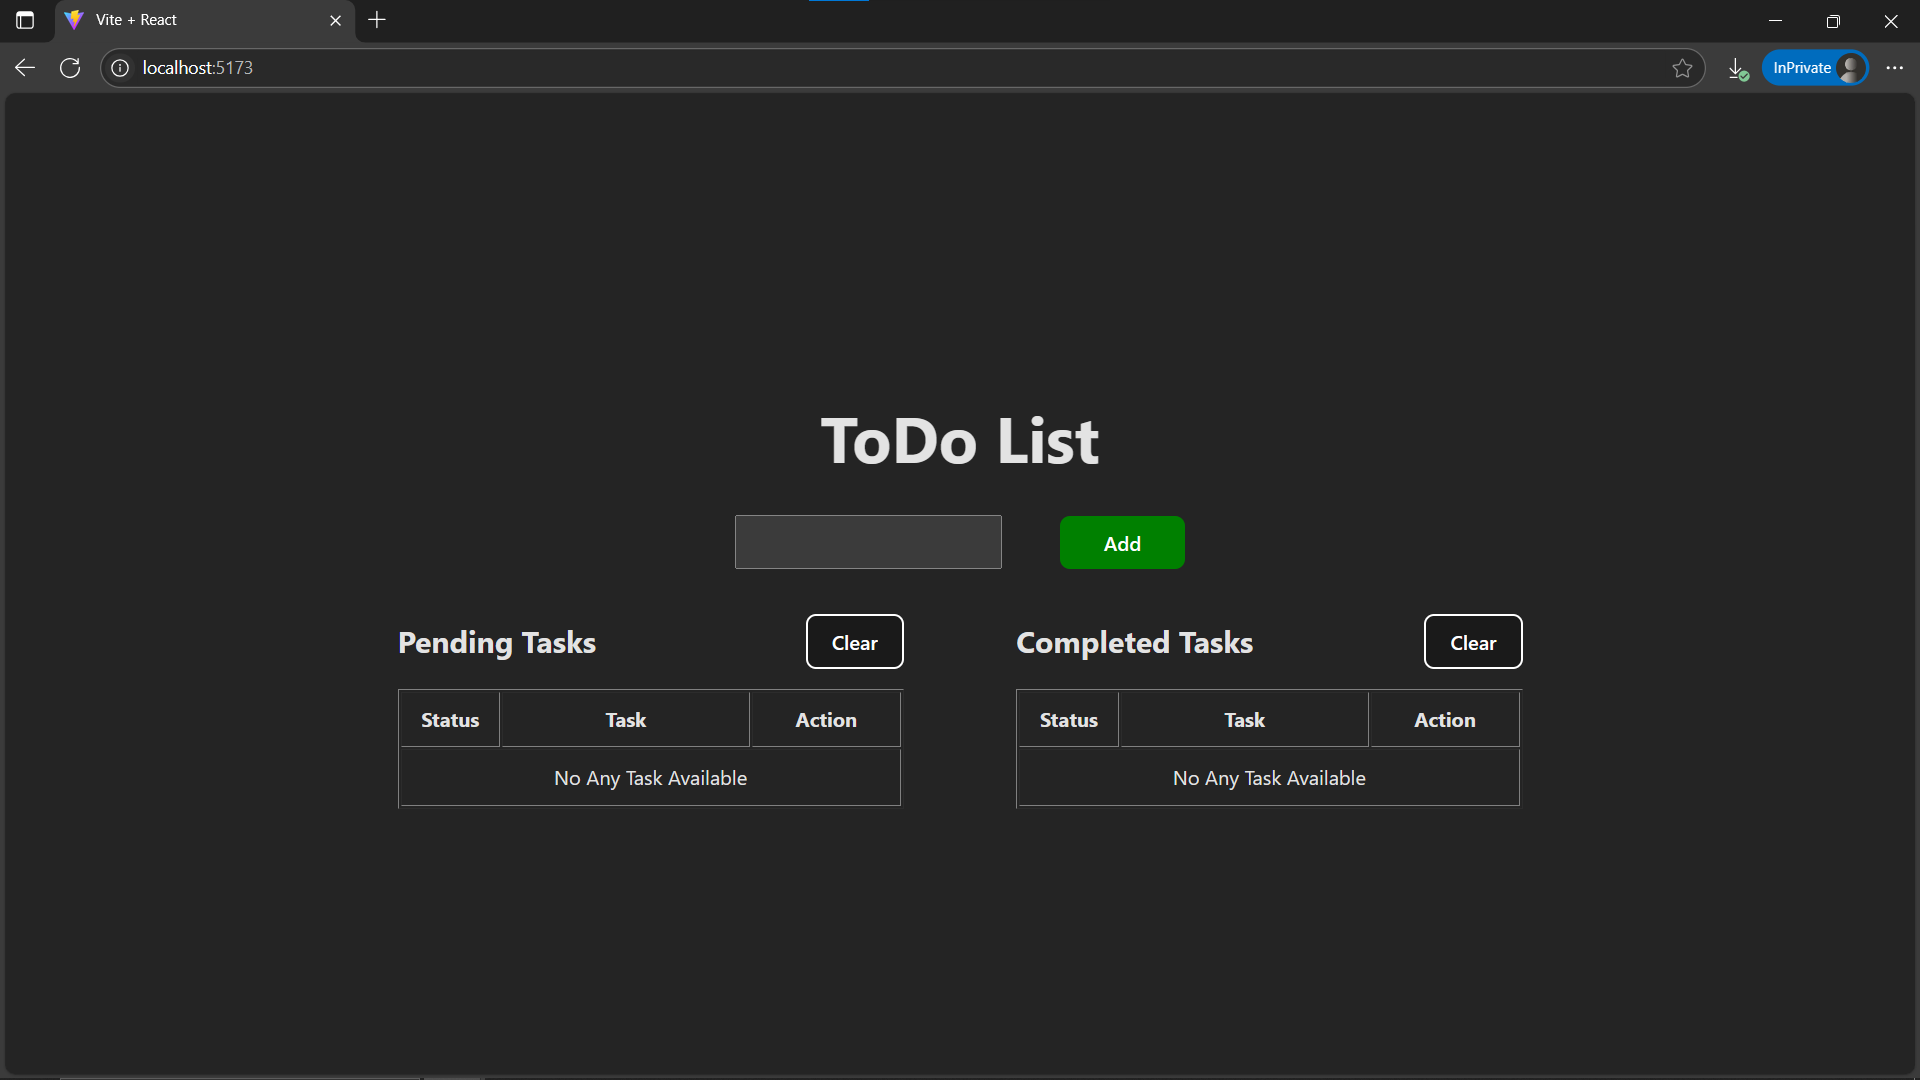 Vite + React
localhost:5173
InPrivate
ToDo List
Add
Pending Tasks
Clear
Completed Tasks
Clear
Status Task Action
Status Task Action
No Any Task Available
No Any Task Available